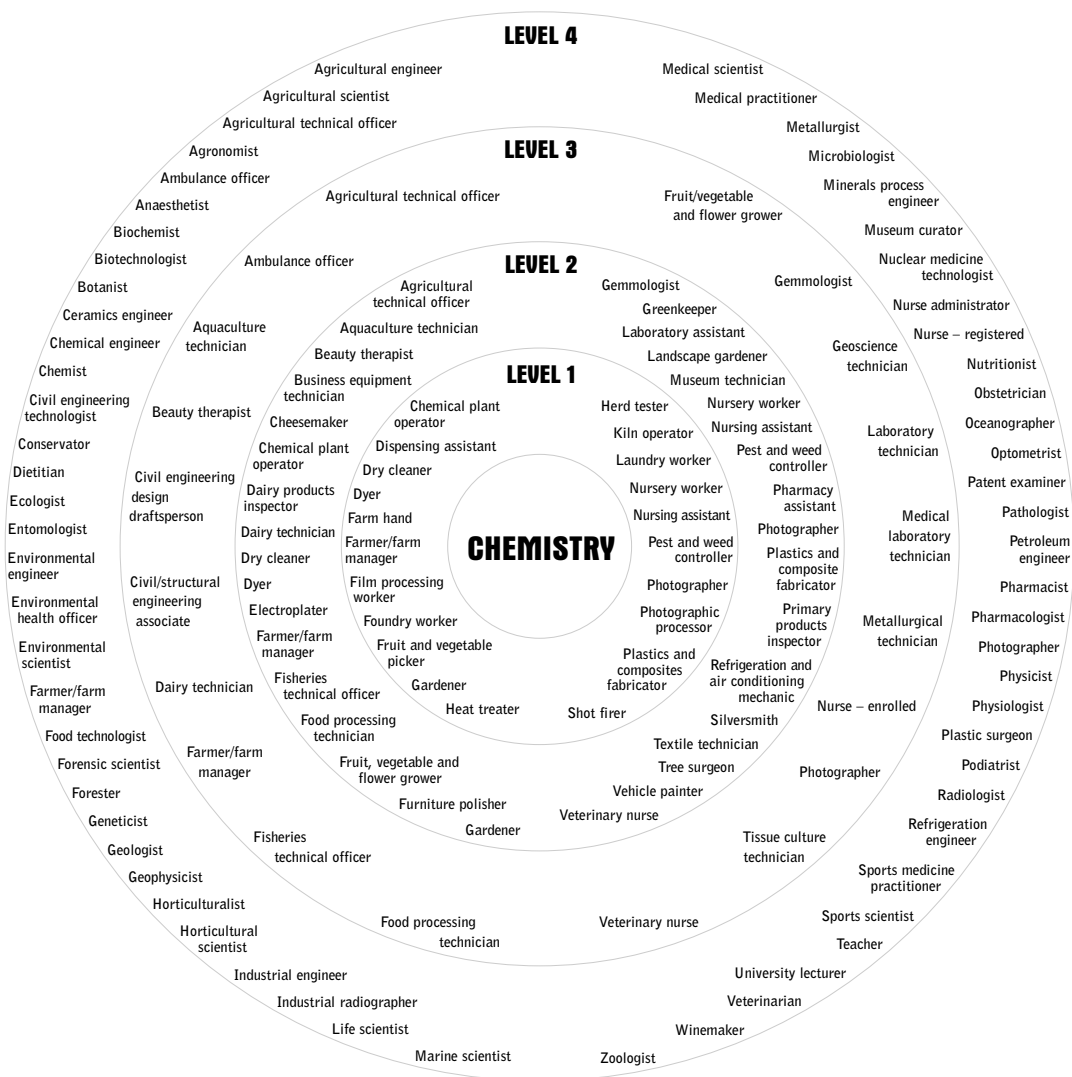 LEVEL 4
Agricultural engineer
Agricultural scientist
Agricultural technical officer
Agronomist
Ambulance officer
Anaesthetist
Biochemist
Biotechnologist
Botanist
Ceramics engineer
Chemical engineer
Chemist
Civil engineering
technologist
Conservator
Dietitian
Ecologist
Entomologist
Environmental
engineer
Environmental
health officer
Environmental
scientist
Farmer/farm
manager
Food technologist
Forensic scientist
Forester
Geneticist
Geologist
Geophysicist
Horticulturalist
Horticultural
scientist
Industrial engineer
Industrial radiographer
Life scientist
Marine scientist
Medical scientist
Medical practitioner
Metallurgist
Microbiologist
Minerals process
engineer
Museum curator
Nuclear medicine
technologist
Nurse administrator
Nurse – registered
Nutritionist
Obstetrician
Oceanographer
Optometrist
Patent examiner
Pathologist
Petroleum
engineer
Pharmacist
Pharmacologist
Photographer
Physicist
Physiologist
Plastic surgeon
Podiatrist
Radiologist
Refrigeration
engineer
Sports medicine
practitioner
Sports scientist
Teacher
University lecturer
Veterinarian
Winemaker
Zoologist
LEVEL 3
Agricultural technical officer
Ambulance officer
Aquaculture
technician
Beauty therapist
Civil engineering
design
draftsperson
Civil/structural
engineering
associate
Dairy technician
Farmer/farm
manager
Fisheries
technical officer
Food processing
technician
Fruit/vegetable
and flower grower
Gemmologist
Geoscience
technician
Laboratory
technician
Medical
laboratory
technician
Metallurgical
technician
Nurse – enrolled
Photographer
Tissue culture
technician
Veterinary nurse
LEVEL 2
Agricultural
technical officer
Aquaculture technician
Beauty therapist
Business equipment
technician
Cheesemaker
Chemical plant
operator
Dairy products
inspector
Dairy technician
Dry cleaner
Dyer
Electroplater
Farmer/farm
manager
Fisheries
technical officer
Food processing
technician
Fruit, vegetable and
flower grower
Furniture polisher
Gardener
Gemmologist
Greenkeeper
Laboratory assistant
Landscape gardener
Museum technician
Nursery worker
Nursing assistant
Pest and weed
controller
Pharmacy
assistant
Photographer
Plastics and
composite
fabricator
Primary
products
inspector
Refrigeration and
air conditioning
mechanic
Silversmith
Textile technician
Tree surgeon
Vehicle painter
Veterinary nurse
LEVEL 1
Chemical plant
operator
Dispensing assistant
Dry cleaner
Dyer
Farm hand
Farmer/farm
manager
Film processing
worker
Foundry worker
Fruit and vegetable
picker
Gardener
Heat treater
Herd tester
Kiln operator
Laundry worker
Nursery worker
Nursing assistant
Pest and weed
controller
Photographer
Photographic
processor
Plastics and
composites
fabricator
Shot firer
CHEMISTRY